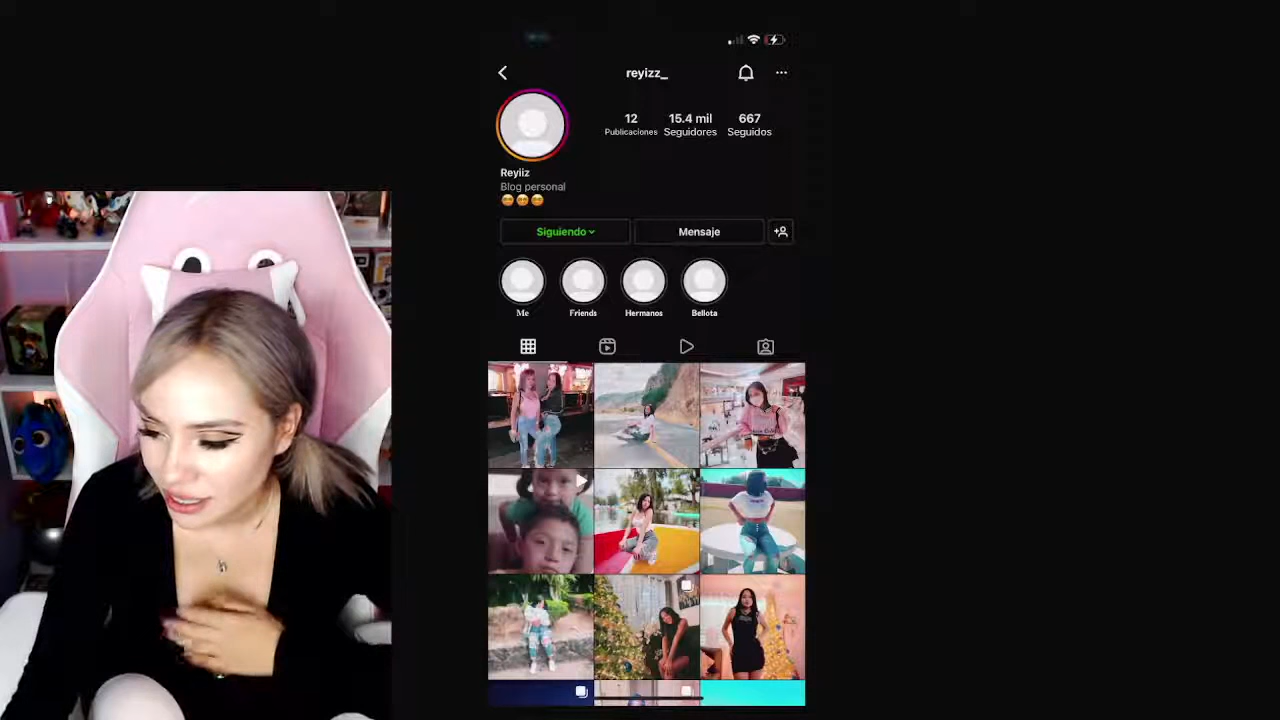 reyizz_
12
15.4 mil
667
Publicaciones
Seguidores
Seguidos
Reyiiz
Blog personal
Siguiendo
Mensaje
Me
Friends
Hermanos
Bellota